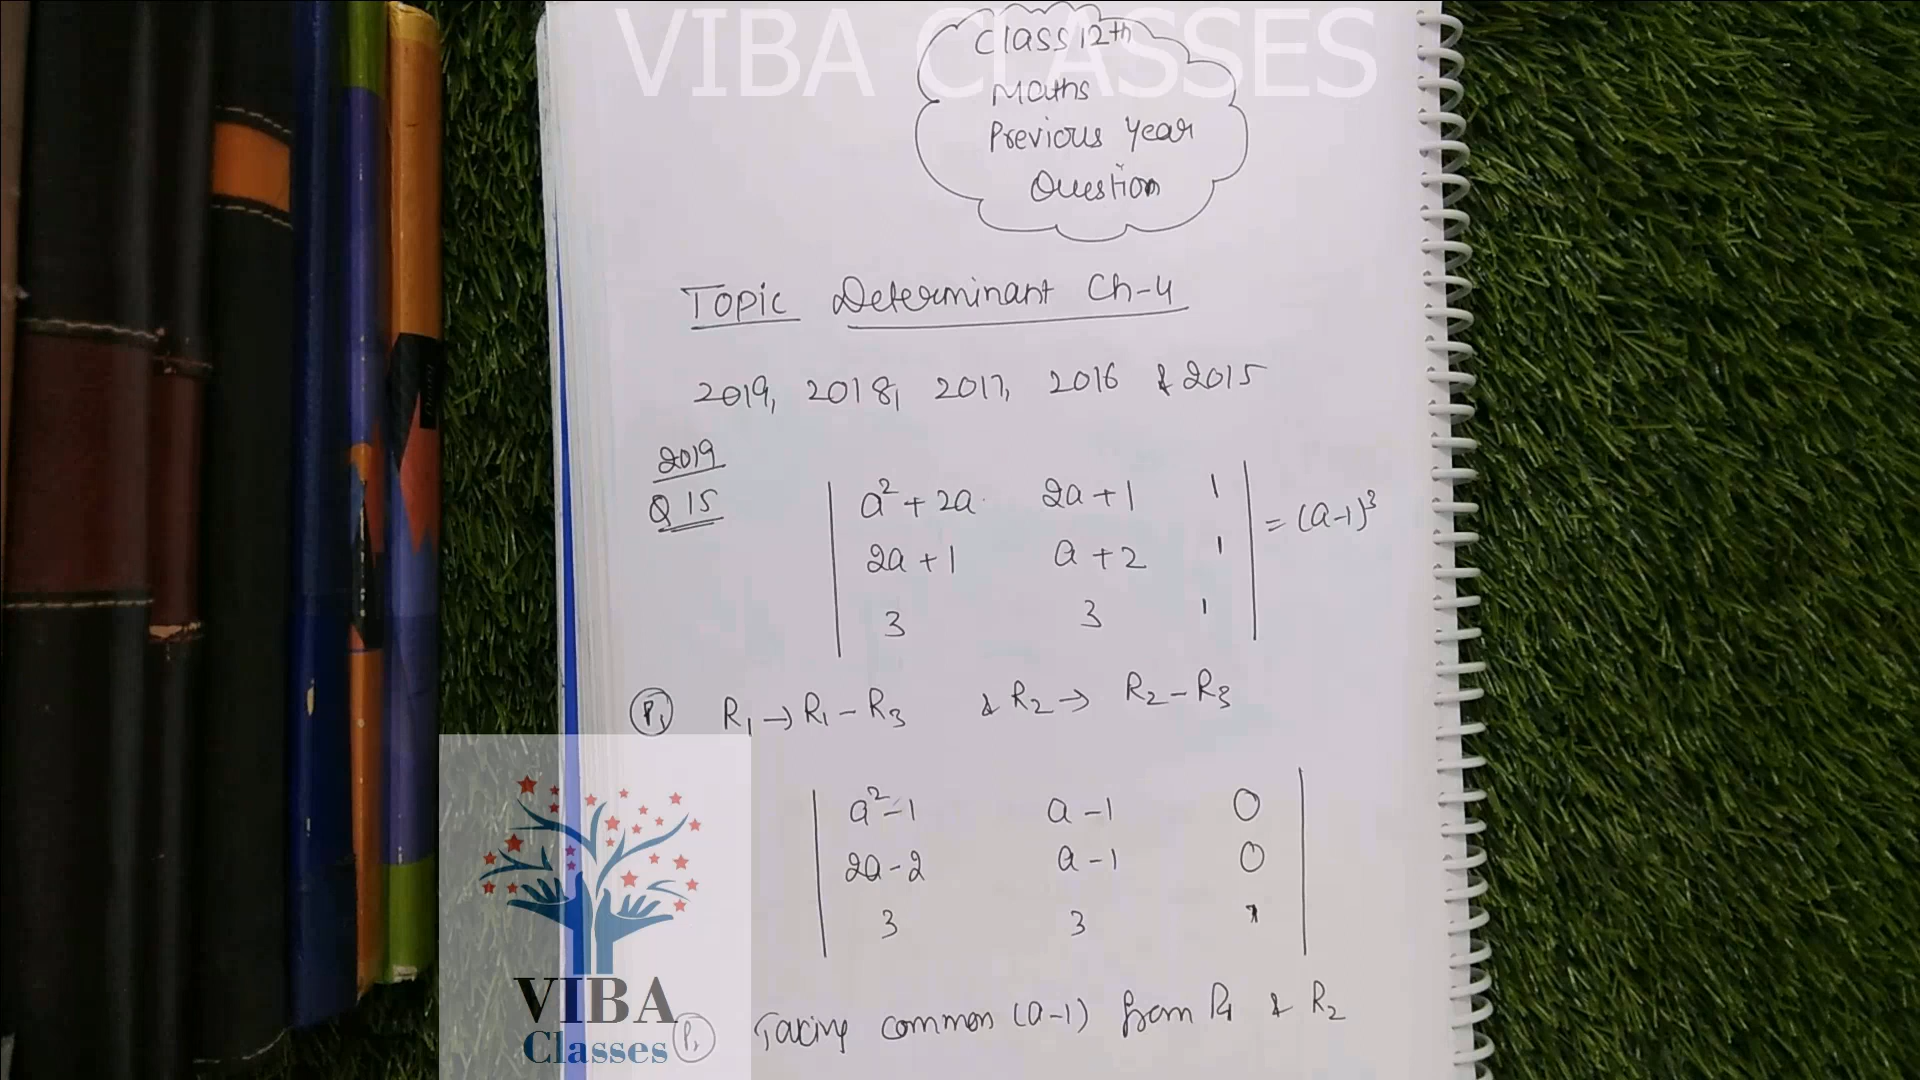 VIBA CLASSES
Class 12th
Maths
Previous Year
Question
Topic Determinant Ch-4
2019, 2018, 2017, 2016 & 2015
2019
Q 15
| a² + 2a 2a + 1 1 |
| 2a + 1 a + 2 1 | = (a-1)³
| 3 3 1 |
P₁ R₁ → R₁ - R₃ & R₂ → R₂ - R₃
| a² - 1 a - 1 0 |
| 2a - 2 a - 1 0 |
| 3 3 1 |
P₁ Taking common (a-1) from R₁ & R₂
VIBA
Classes